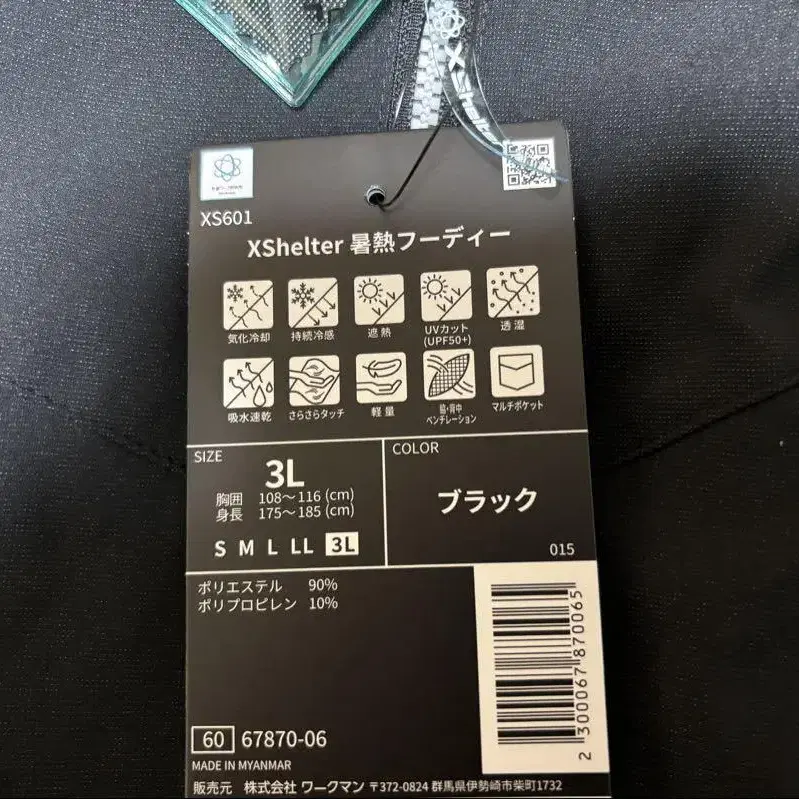 XShelter
XS601
XShelter 暑熱フーディー
気化冷却 持続冷感 遮熱 UVカット (UPF50+) 透湿
吸水速乾 さらさらタッチ 軽量 脇・背中 ベンチレーション マルチポケット
SIZE
3L
胸囲 108～116 (cm)
身長 175～185 (cm)
S M L LL 3L
COLOR
ブラック
015
ポリエステル 90%
ポリプロピレン 10%
2300067870065
60 67870-06
MADE IN MYANMAR
販売元 株式会社 ワークマン 〒372-0824 群馬県伊勢崎市柴町1732